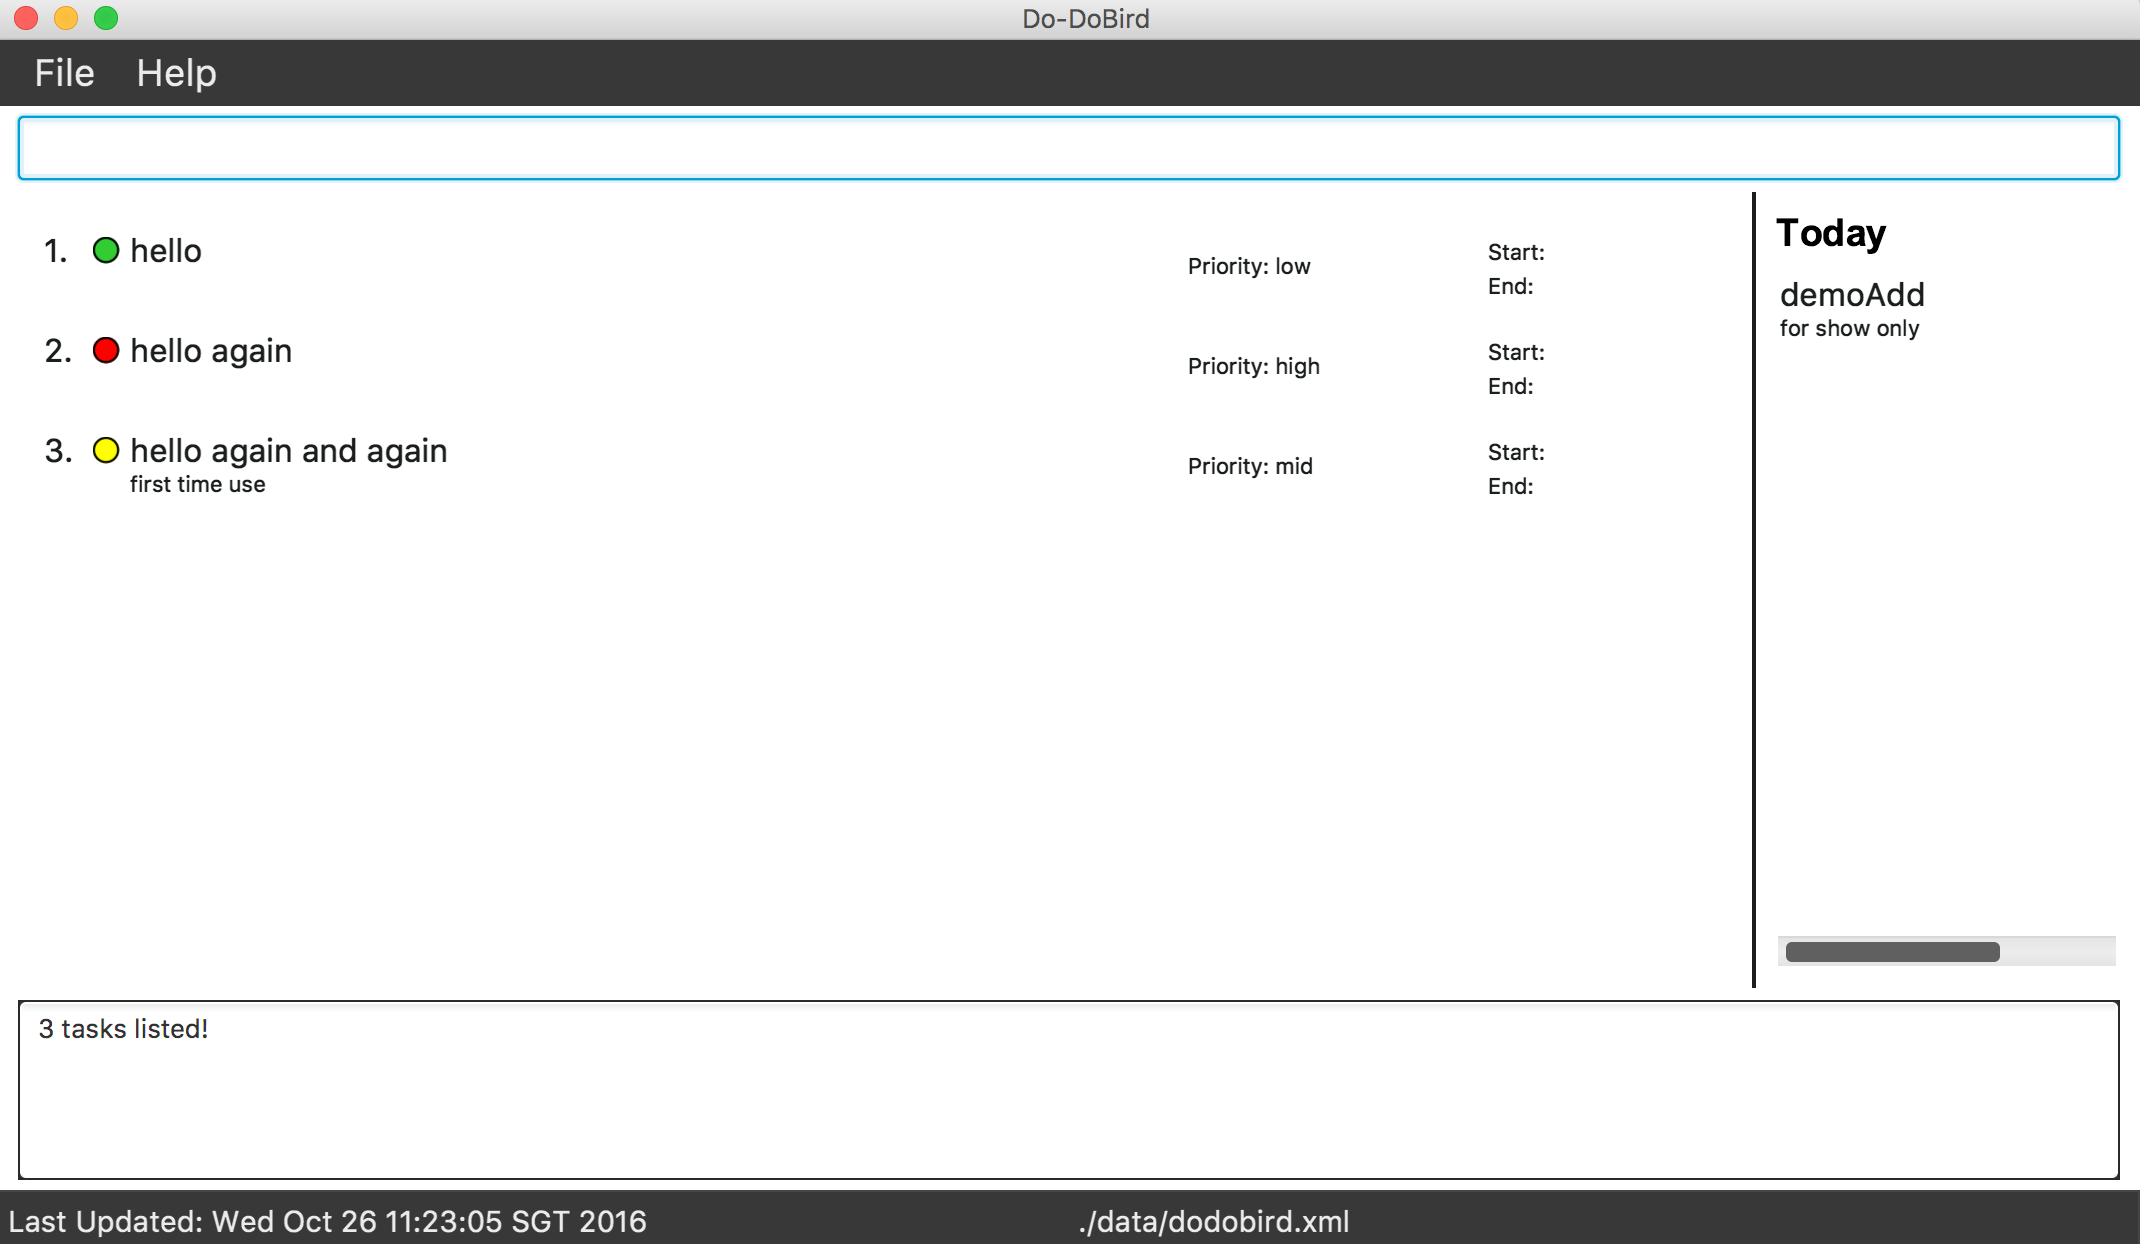 Do-DoBird
File Help
1. hello
Priority: low
Start:
End:
2. hello again
Priority: high
Start:
End:
3. hello again and again
first time use
Priority: mid
Start:
End:
Today
demoAdd
for show only
3 tasks listed!
Last Updated: Wed Oct 26 11:23:05 SGT 2016
./data/dodobird.xml